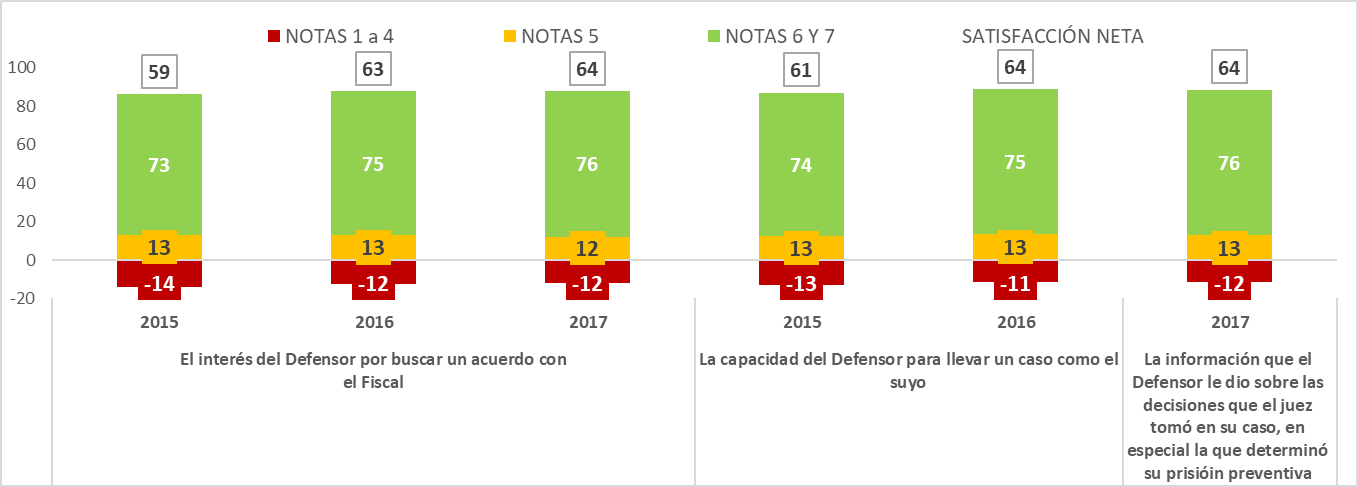 NOTAS 1 a 4 NOTAS 5 NOTAS 6 Y 7 SATISFACCIÓN NETA
59 63 64 61 64 64
100
80
60
40
20
0
-20
73 75 76 74 75 76
13 13 12 13 13 13
-14 -12 -12 -13 -11 -12
2015 2016 2017 2015 2016 2017
El interés del Defensor por buscar un acuerdo con
el Fiscal
La capacidad del Defensor para llevar un caso como el
suyo
La información que el
Defensor le dio sobre las
decisiones que el juez
tomó en su caso, en
especial la que determinó
su prisióin preventiva